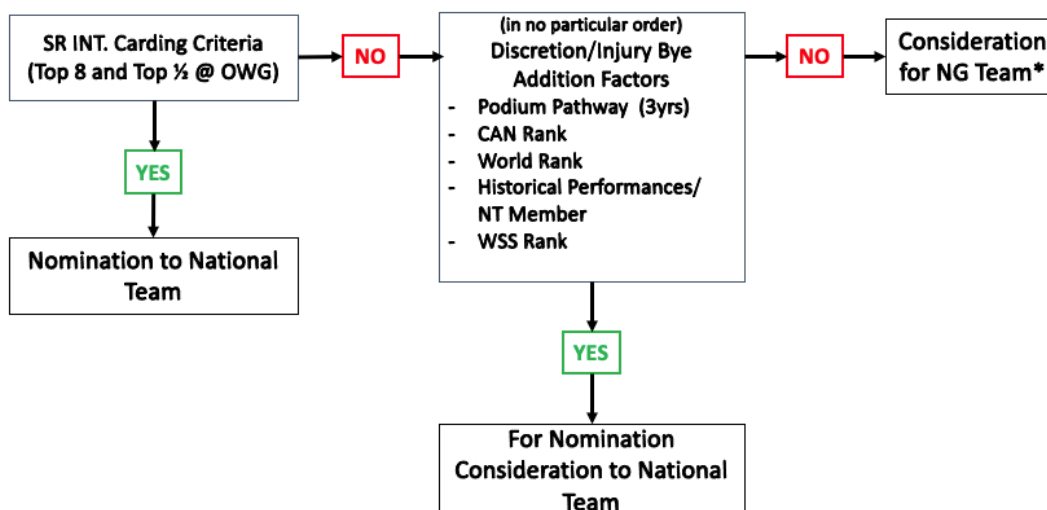 SR INT. Carding Criteria
(Top 8 and Top ½ @ OWG)
NO
(in no particular order)
Discretion/Injury Bye
Addition Factors
- Podium Pathway (3yrs)
- CAN Rank
- World Rank
- Historical Performances/
NT Member
- WSS Rank
NO
Consideration
for NG Team*
YES
Nomination to National
Team
YES
For Nomination
Consideration to National
Team